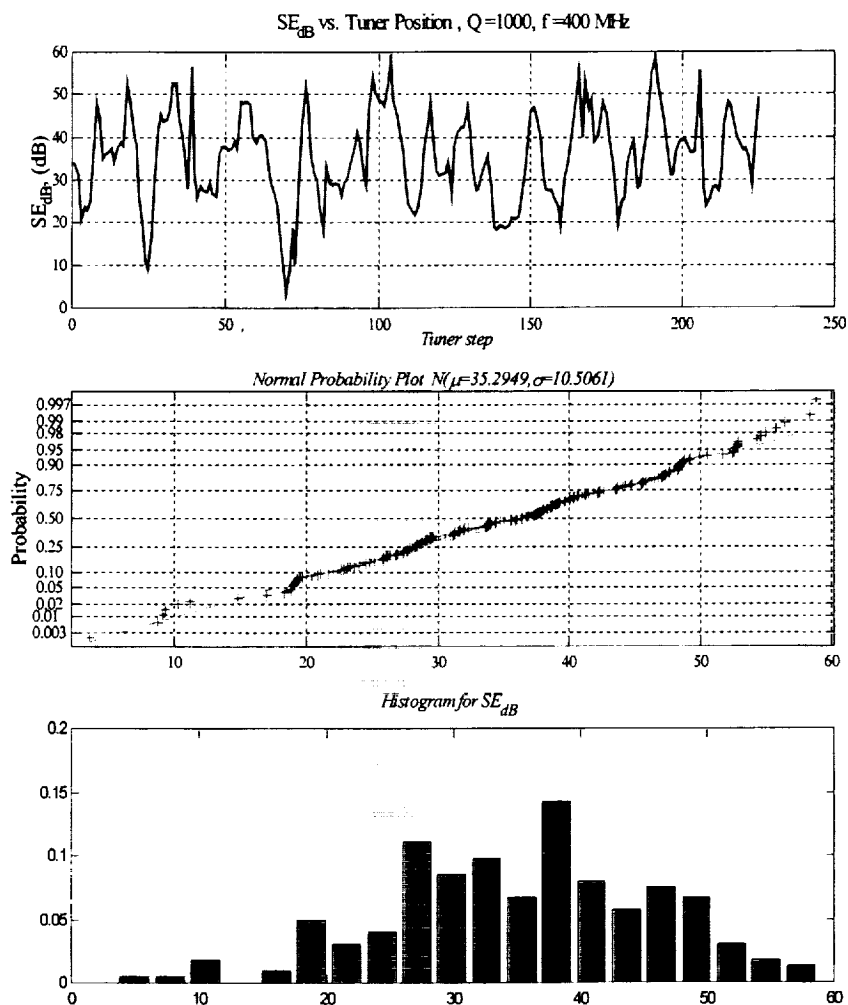 SE_dB vs. Tuner Position , Q=1000, f=400 MHz
60
50
40
30
20
10
0
SE_dB, (dB)
0 50 100 150 200 250
Tuner step
Normal Probability Plot N(μ=35.2949,σ=10.5061)
0.997
0.99
0.98
0.95
0.90
0.75
0.50
0.25
0.10
0.05
0.02
0.01
0.003
Probability
10 20 30 40 50 60
Histogram for SE_dB
0.2
0.15
0.1
0.05
0
0 10 20 30 40 50 60